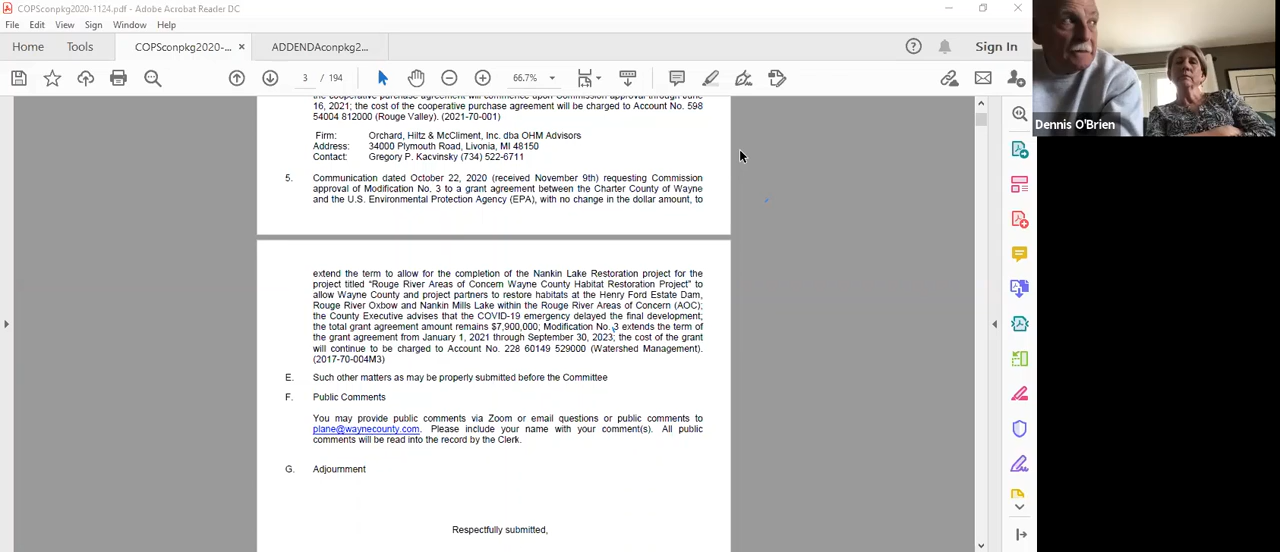 COPSconpkg2020-1124.pdf - Adobe Acrobat Reader DC
File Edit View Sign Window Help
Home Tools COPSconpkg2020-... × ADDENDAconpkg2... Sign In
3 / 194 66.7%
the cooperative purchase agreement will commence upon Commission approval through June
16, 2021; the cost of the cooperative purchase agreement will be charged to Account No. 598
54004 812000 (Rouge Valley). (2021-70-001)
Firm: Orchard, Hiltz & McCliment, Inc. dba OHM Advisors
Address: 34000 Plymouth Road, Livonia, MI 48150
Contact: Gregory P. Kacvinsky (734) 522-6711
5. Communication dated October 22, 2020 (received November 9th) requesting Commission
approval of Modification No. 3 to a grant agreement between the Charter County of Wayne
and the U.S. Environmental Protection Agency (EPA), with no change in the dollar amount, to
extend the term to allow for the completion of the Nankin Lake Restoration project for the
project titled “Rouge River Areas of Concern Wayne County Habitat Restoration Project” to
allow Wayne County and project partners to restore habitats at the Henry Ford Estate Dam,
Rouge River Oxbow and Nankin Mills Lake within the Rouge River Areas of Concern (AOC);
the County Executive advises that the COVID-19 emergency delayed the final development;
the total grant agreement amount remains $7,900,000; Modification No. 3 extends the term of
the grant agreement from January 1, 2021 through September 30, 2023; the cost of the grant
will continue to be charged to Account No. 228 60149 529000 (Watershed Management).
(2017-70-004M3)
E. Such other matters as may be properly submitted before the Committee
F. Public Comments
You may provide public comments via Zoom or email questions or public comments to
plane@waynecounty.com. Please include your name with your comment(s). All public
comments will be read into the record by the Clerk.
G. Adjournment
Respectfully submitted,
Dennis O'Brien